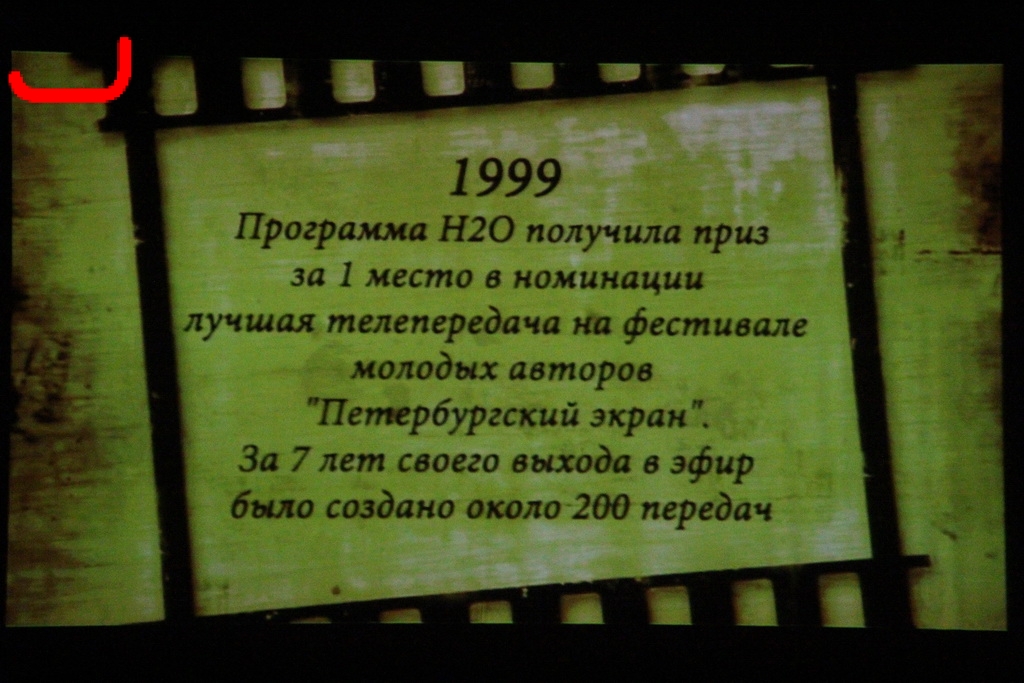 1999
Программа Н2О получила приз
за 1 место в номинации
лучшая телепередача на фестивале
молодых авторов
"Петербургский экран".
За 7 лет своего выхода в эфир
было создано около 200 передач